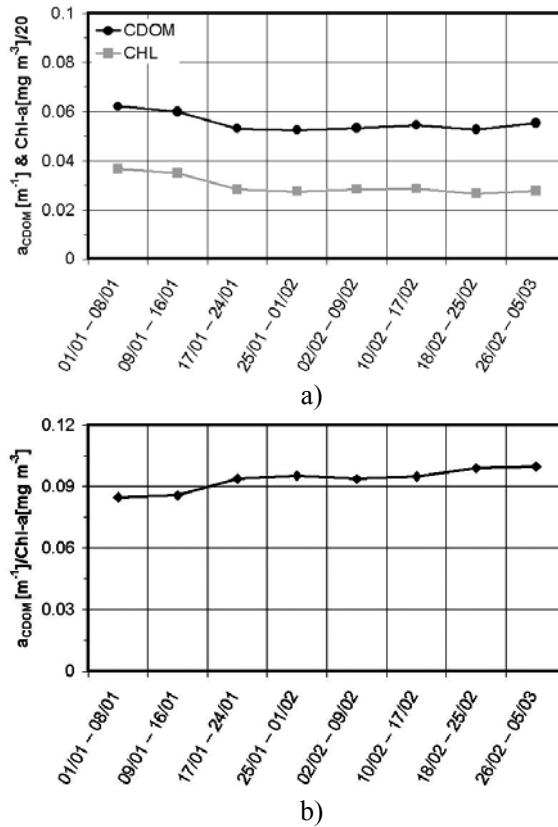 a_CDOM [m⁻¹] & Chl-a[mg m⁻³]/20
0.1
0.08
0.06
0.04
0.02
0
CDOM
CHL
01/01 – 08/01
09/01 – 16/01
17/01 – 24/01
25/01 – 01/02
02/02 – 09/02
10/02 – 17/02
18/02 – 25/02
26/02 – 05/03
a)
a_CDOM [m⁻¹]/Chl-a[mg m⁻³]
0.12
0.09
0.06
0.03
0
01/01 – 08/01
09/01 – 16/01
17/01 – 24/01
25/01 – 01/02
02/02 – 09/02
10/02 – 17/02
18/02 – 25/02
26/02 – 05/03
b)